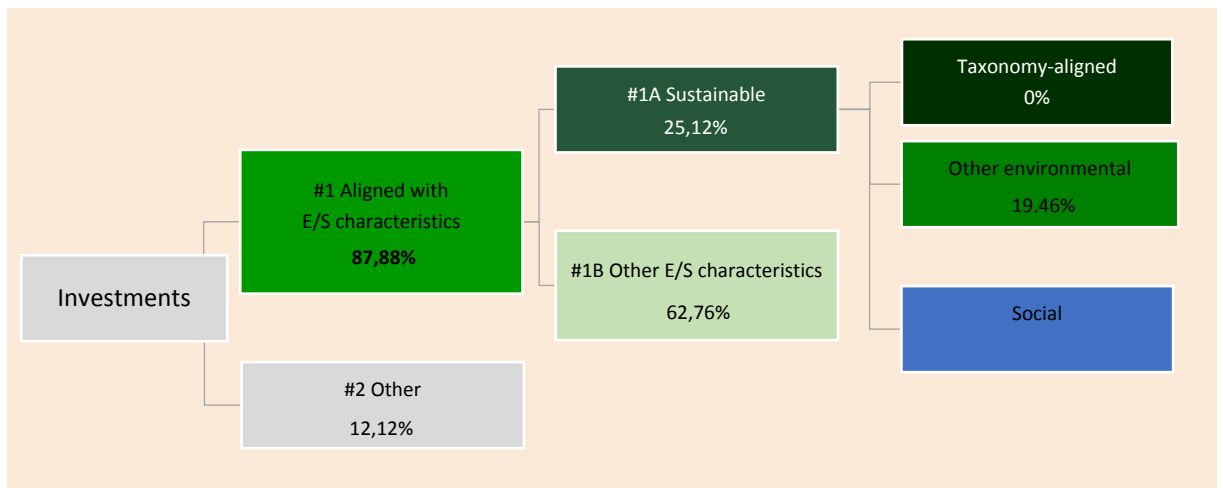 Investments
#1 Aligned with
E/S characteristics
87,88%
#2 Other
12,12%
#1A Sustainable
25,12%
#1B Other E/S characteristics
62,76%
Taxonomy-aligned
0%
Other environmental
19,46%
Social